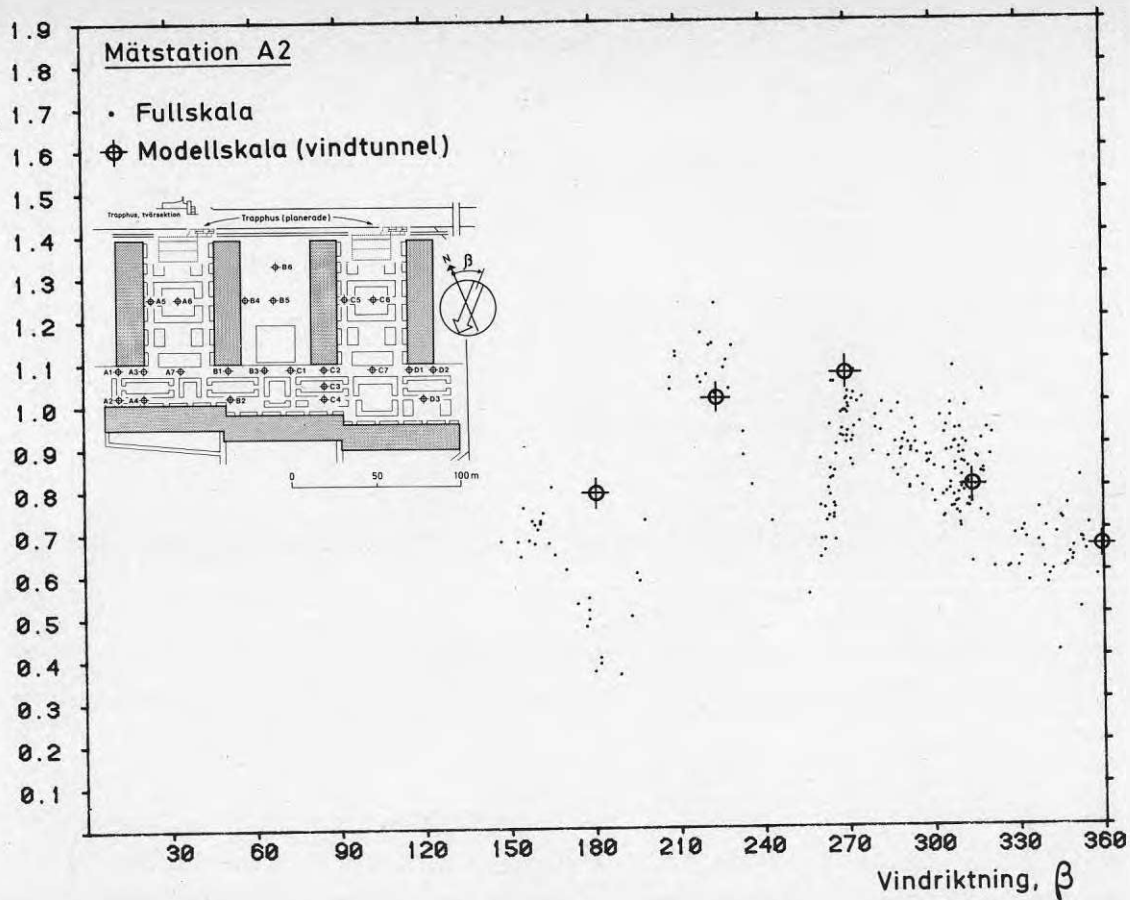 1.9
1.8
1.7
1.6
1.5
1.4
1.3
1.2
1.1
1.0
0.9
0.8
0.7
0.6
0.5
0.4
0.3
0.2
0.1
Mätstation A2
Fullskala
Modellskala (vindtunnel)
Trapphus, tvärsektion
Trapphus (planerade)
N
β
B6
A5
A6
B4
B5
C5
C6
A1
A3
A7
B1
B3
C1
C2
C7
D1
D2
C3
A2
A4
B2
C4
D3
0 50 100 m
30 60 90 120 150 180 210 240 270 300 330 360
Vindriktning, β